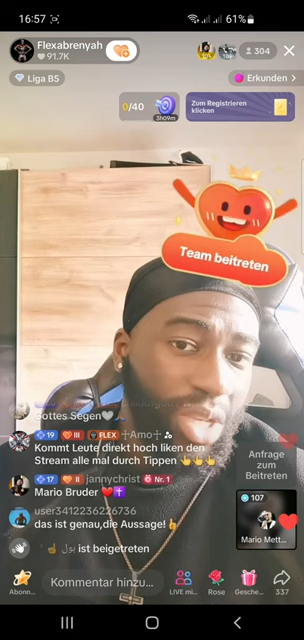 16:57
61%
Flexabrenyah
91.7K
304
Liga B5
Erkunden >
0/40
3h09m
Zum Registrieren
klicken
Team beitreten
Gottes Segen
19 III FLEX ☦Amo☦
Kommt Leute direkt hoch liken den
Stream alle mal durch Tippen 👆👆👆
17 II jannychrist Nr. 1
Mario Bruder ❤️✝️
user3412236226736
das ist genau,die Aussage!
بول ist beigetreten
Anfrage
zum
Beitreten
107
Mario Mett...
Abonn...
Kommentar hinzu...
LIVE mi...
Rose
Gesche...
337